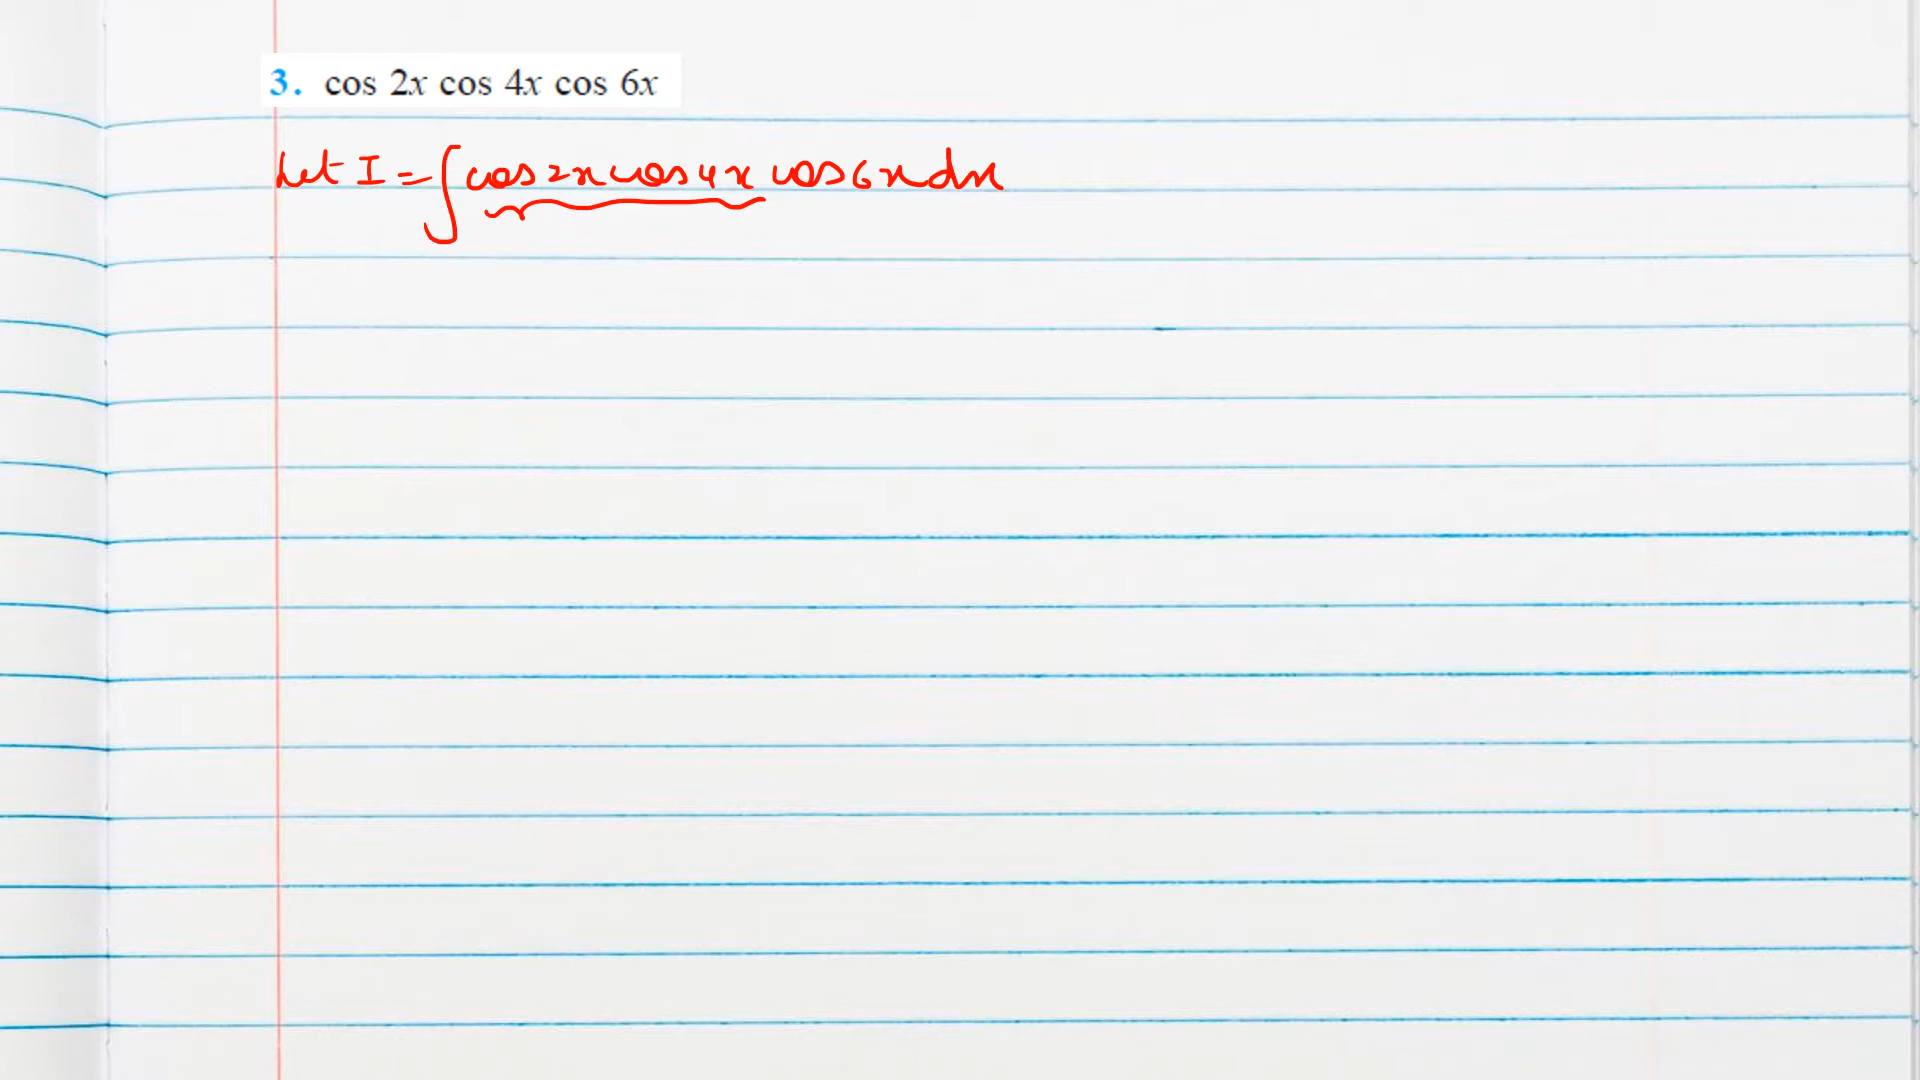 3. cos 2x cos 4x cos 6x
Let I = ∫ cos 2x cos 4x cos 6x dx